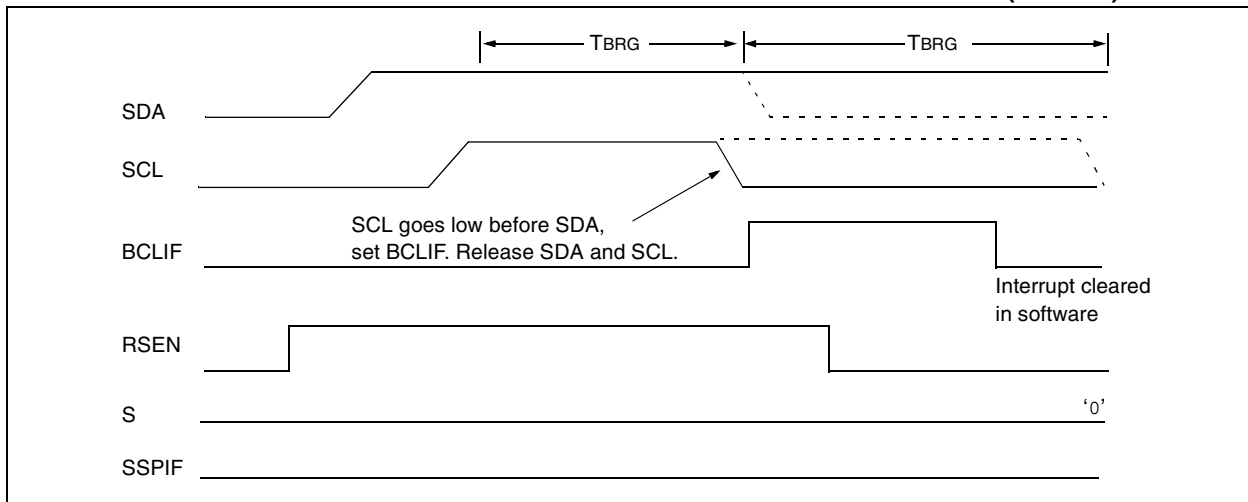 TBRG TBRG
SDA
SCL
SCL goes low before SDA,
set BCLIF. Release SDA and SCL.
BCLIF
Interrupt cleared
in software
RSEN
S
‘0’
SSPIF